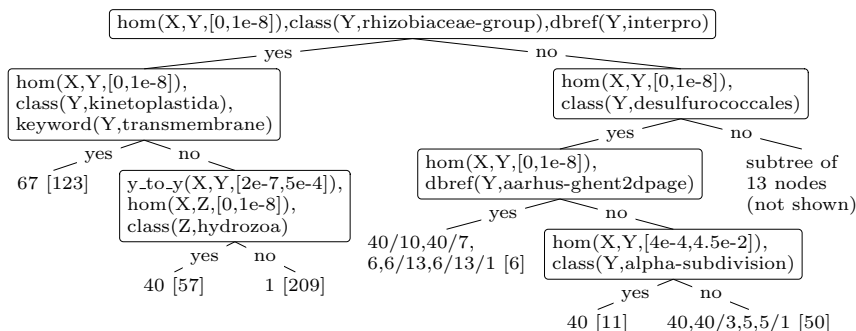 hom(X,Y,[0,1e-8]),class(Y,rhizobiaceae-group),dbref(Y,interpro)
yes
no
hom(X,Y,[0,1e-8]),
class(Y,kinetoplastida),
keyword(Y,transmembrane)
hom(X,Y,[0,1e-8]),
class(Y,desulfurococcales)
yes
no
yes
no
67 [123]
y_to_y(X,Y,[2e-7,5e-4]),
hom(X,Z,[0,1e-8]),
class(Z,hydrozoa)
hom(X,Y,[0,1e-8]),
dbref(Y,aarhus-ghent2dpage)
subtree of
13 nodes
(not shown)
yes
no
yes
no
40 [57]
1 [209]
40/10,40/7,
6,6/13,6/13/1 [6]
hom(X,Y,[4e-4,4.5e-2]),
class(Y,alpha-subdivision)
yes
no
40 [11]
40,40/3,5,5/1 [50]